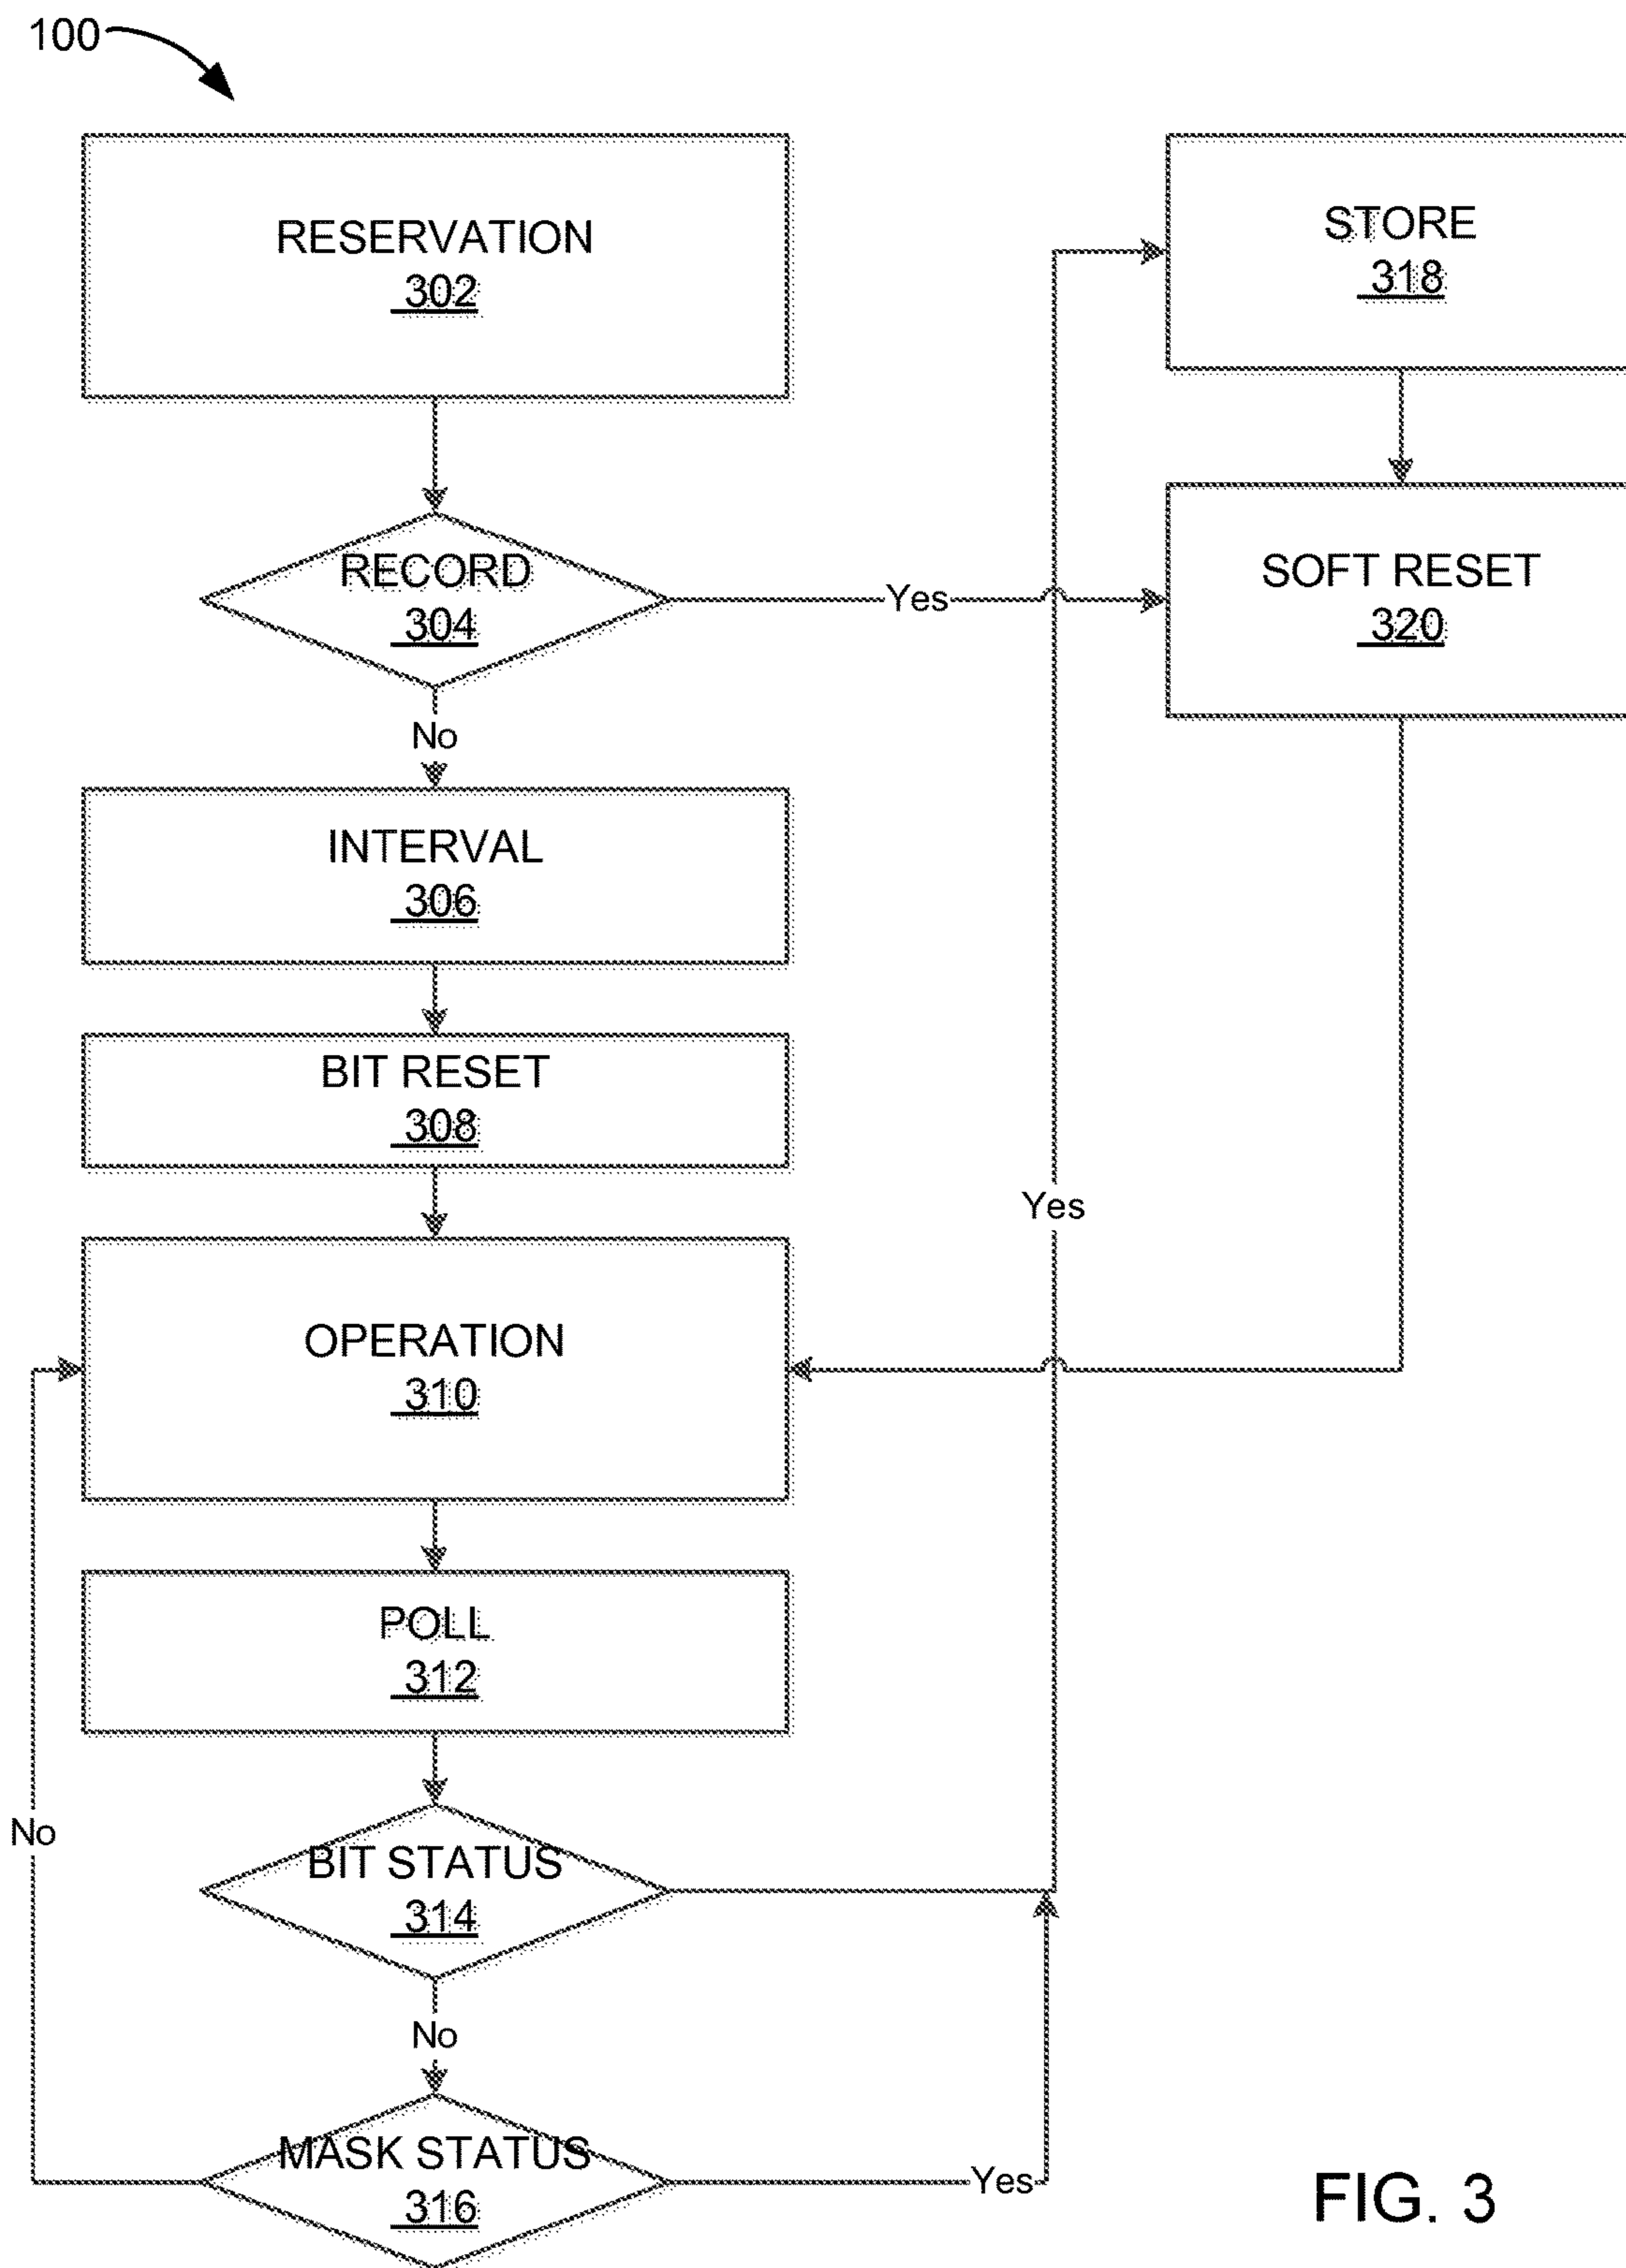 100
RESERVATION
302
STORE
318
RECORD
304
Yes
SOFT RESET
320
No
INTERVAL
306
BIT RESET
308
Yes
OPERATION
310
POLL
312
No
BIT STATUS
314
No
MASK STATUS
316
Yes
FIG. 3